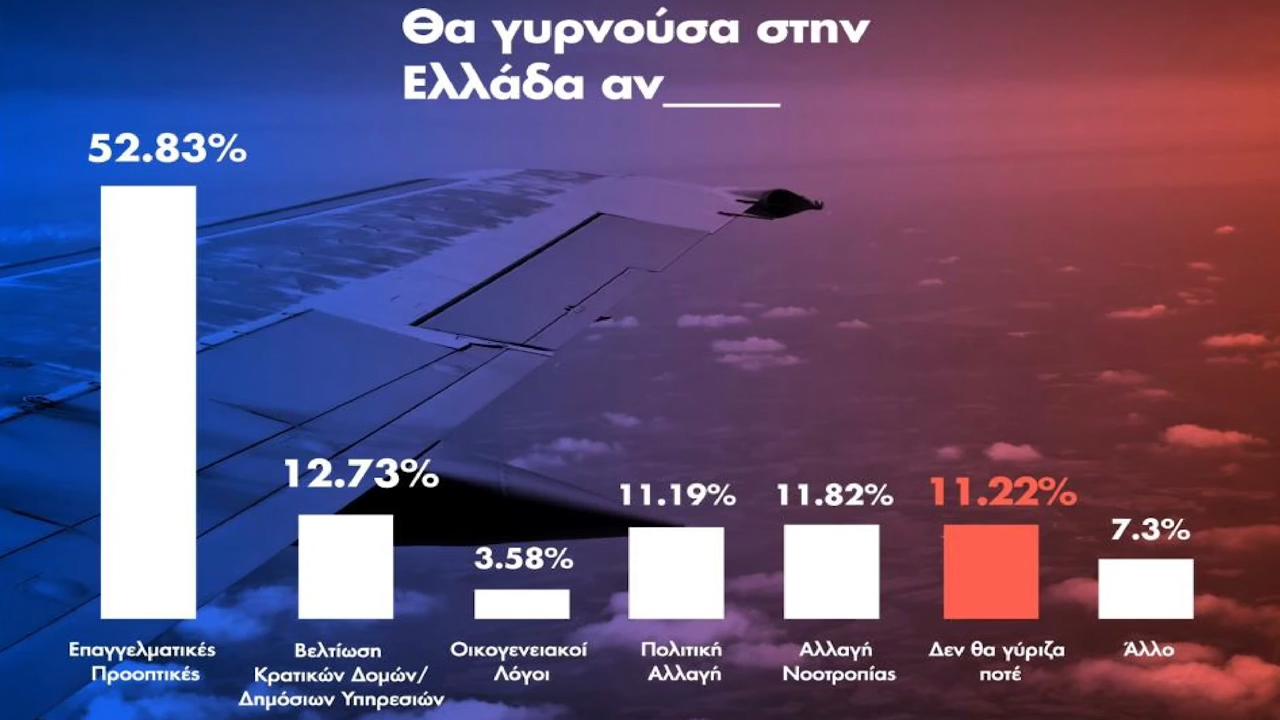 Θα γυρνούσα στην
Ελλάδα αν_____
52.83%
12.73%
3.58%
11.19%
11.82%
11.22%
7.3%
Επαγγελματικές
Προοπτικές
Βελτίωση
Κρατικών Δομών/
Δημόσιων Υπηρεσιών
Οικογενειακοί
Λόγοι
Πολιτική
Αλλαγή
Αλλαγή
Νοοτροπίας
Δεν θα γύριζα
ποτέ
Άλλο